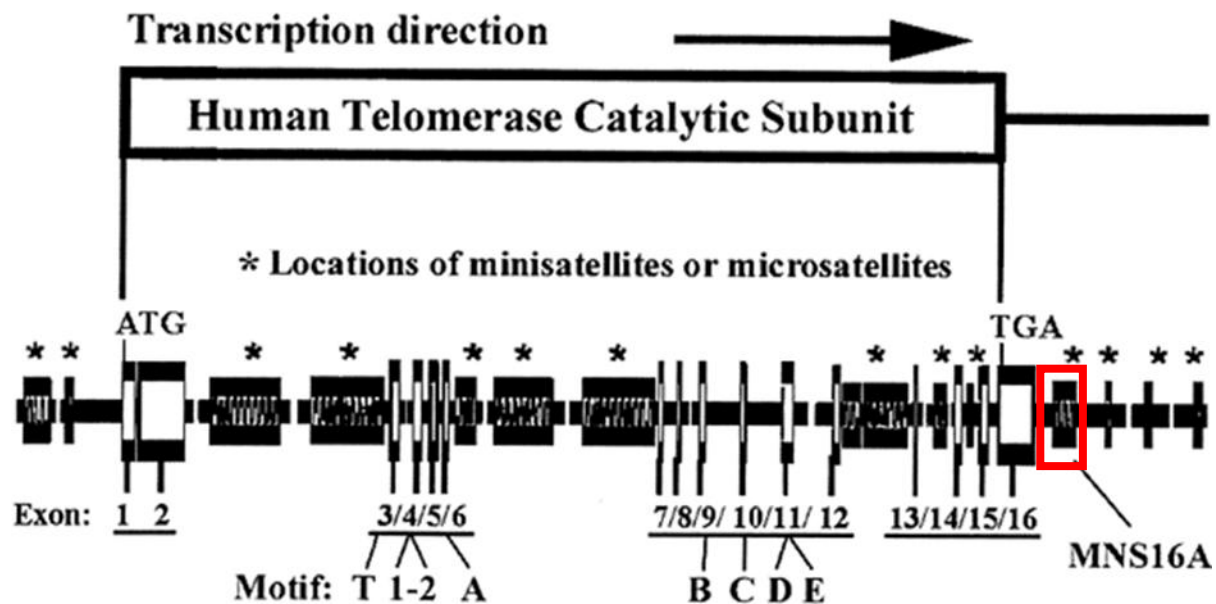 Transcription direction
Human Telomerase Catalytic Subunit
* Locations of minisatellites or microsatellites
ATG TGA
* * * * * * * * * * * * * *
Exon: 1 2 3/4/5/6 7/8/9/ 10/11/ 12 13/14/15/16
MNS16A
Motif: T 1-2 A B C D E